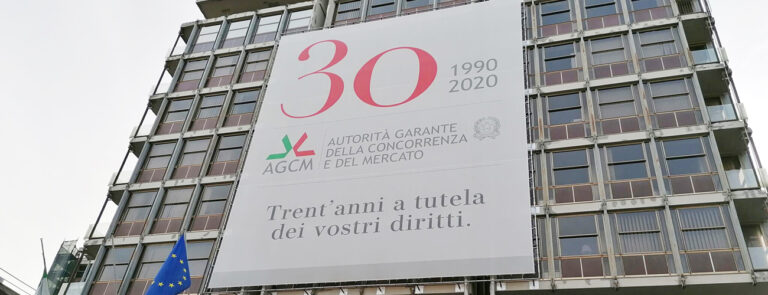 30 1990
2020
AGCM
AUTORITÀ GARANTE
DELLA CONCORRENZA
E DEL MERCATO
Trent'anni a tutela
dei vostri diritti.